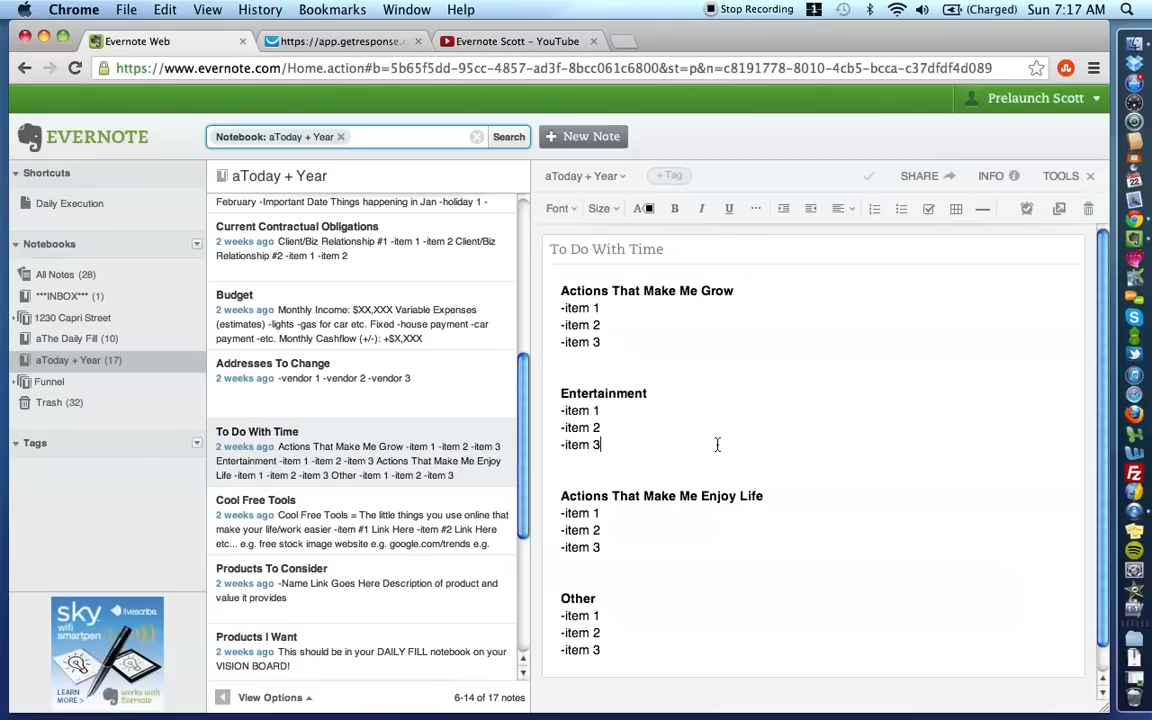 Chrome File Edit View History Bookmarks Window Help Stop Recording 1 (Charged) Sun 7:17 AM
Evernote Web https://app.getresponse.c Evernote Scott - YouTube
https://www.evernote.com/Home.action#b=5b65f5dd-95cc-4857-ad3f-8bcc061c6800&st=p&n=c8191778-8010-4cb5-bcca-c37dfdf4d089
Prelaunch Scott
EVERNOTE
Notebook: aToday + Year
Search
+ New Note
Shortcuts
Daily Execution
Notebooks
All Notes (28)
***INBOX*** (1)
1230 Capri Street
aThe Daily Fill (10)
aToday + Year (17)
Funnel
Trash (32)
Tags
sky
wifi
smartpen
livescribe
LEARN
MORE >
works with
EVERNOTE
aToday + Year
February -Important Date Things happening in Jan -holiday 1 -
Current Contractual Obligations
2 weeks ago Client/Biz Relationship #1 -item 1 -item 2 Client/Biz
Relationship #2 -item 1 -item 2
Budget
2 weeks ago Monthly Income: $XX,XXX Variable Expenses
(estimates) -lights -gas for car etc. Fixed -house payment -car
payment -etc. Monthly Cashflow (+/-): +$X,XXX
Addresses To Change
2 weeks ago -vendor 1 -vendor 2 -vendor 3
To Do With Time
2 weeks ago Actions That Make Me Grow -item 1 -item 2 -item 3
Entertainment -item 1 -item 2 -item 3 Actions That Make Me Enjoy
Life -item 1 -item 2 -item 3 Other -item 1 -item 2 -item 3
Cool Free Tools
2 weeks ago Cool Free Tools = The little things you use online that
make your life/work easier -item #1 Link Here -item #2 Link Here
etc... e.g. free stock image website e.g. google.com/trends e.g.
Products To Consider
2 weeks ago -Name Link Goes Here Description of product and
value it provides
Products I Want
2 weeks ago This should be in your DAILY FILL notebook on your
VISION BOARD!
View Options
6-14 of 17 notes
aToday + Year
+ Tag
SHARE
INFO
TOOLS
Font Size A B I U
To Do With Time
Actions That Make Me Grow
-item 1
-item 2
-item 3
Entertainment
-item 1
-item 2
-item 3
Actions That Make Me Enjoy Life
-item 1
-item 2
-item 3
Other
-item 1
-item 2
-item 3